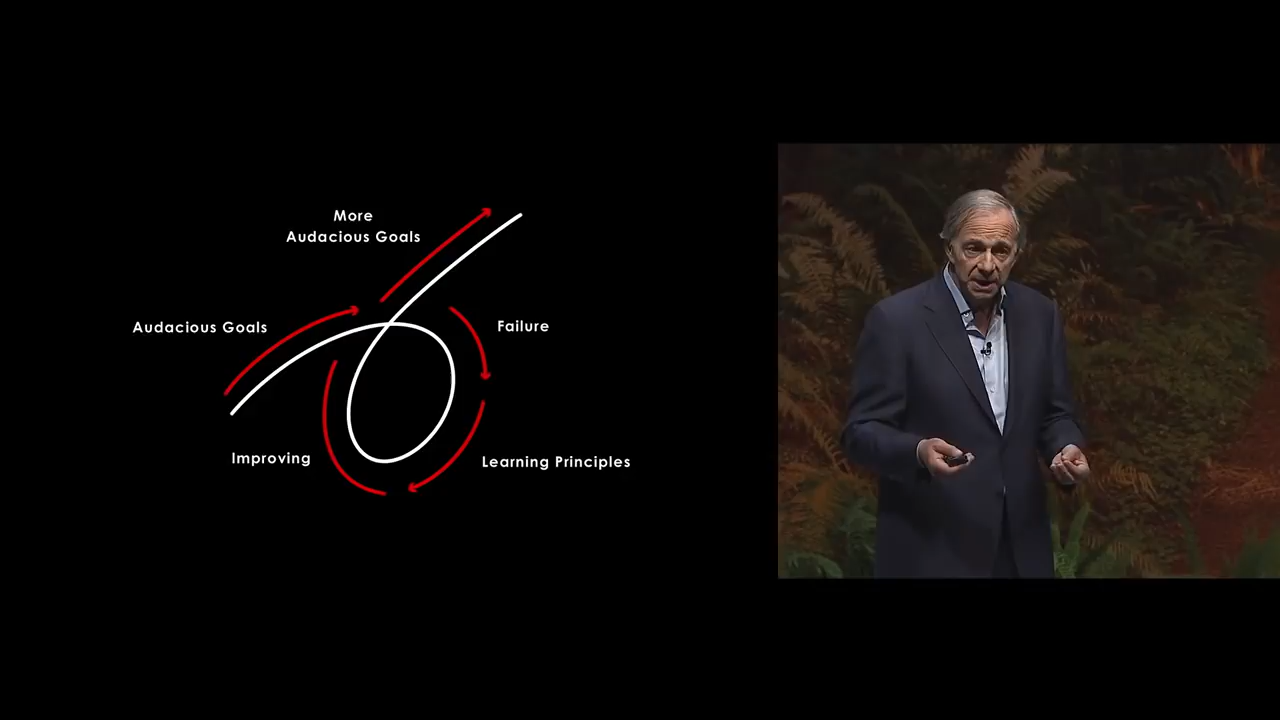 More
Audacious Goals
Audacious Goals
Failure
Improving
Learning Principles